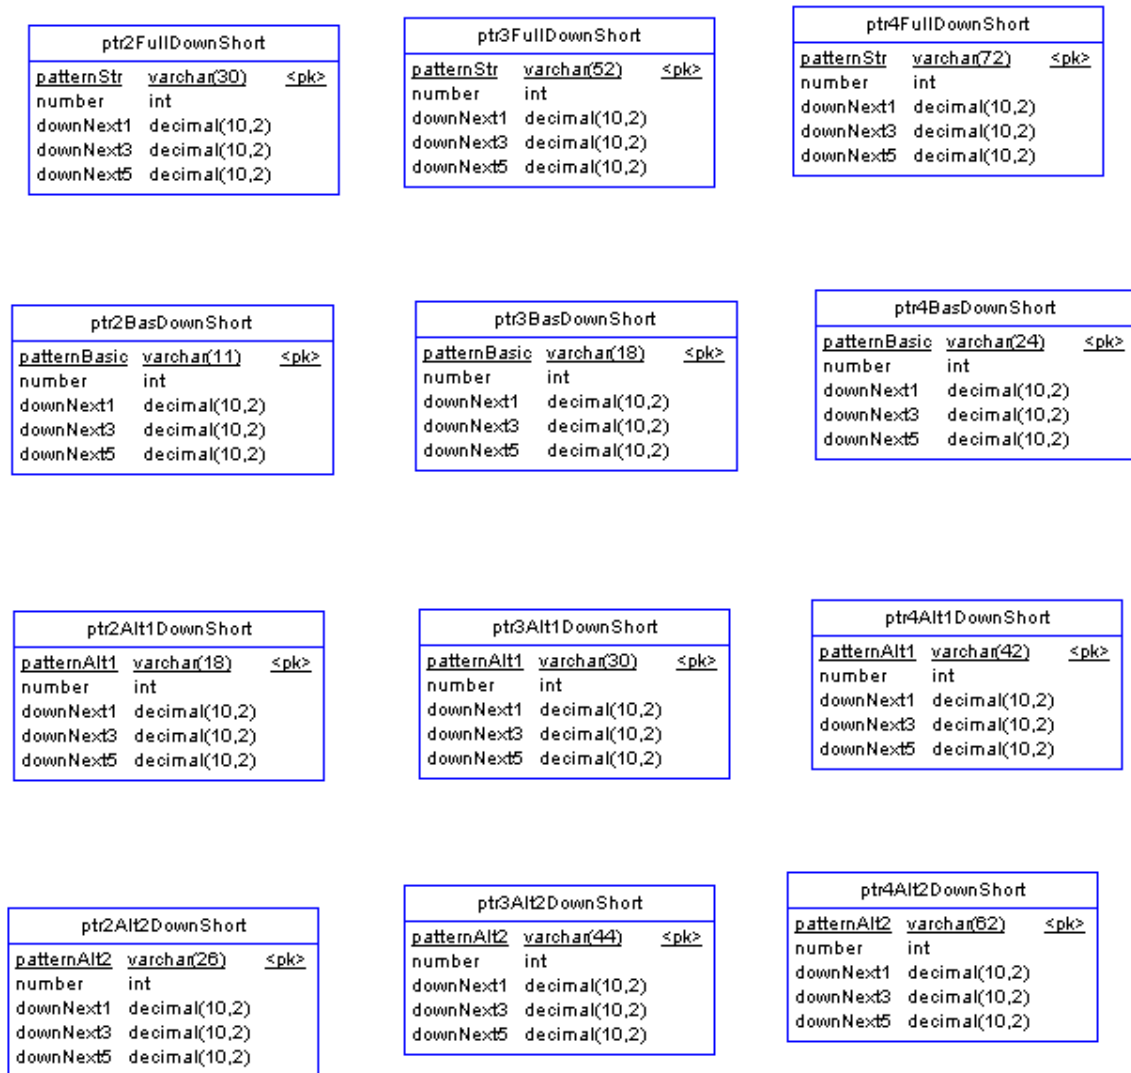 ptr2FullDownShort
patternStr varchar(30) <pk>
number int
downNext1 decimal(10,2)
downNext3 decimal(10,2)
downNext5 decimal(10,2)
ptr3FullDownShort
patternStr varchar(52) <pk>
number int
downNext1 decimal(10,2)
downNext3 decimal(10,2)
downNext5 decimal(10,2)
ptr4FullDownShort
patternStr varchar(72) <pk>
number int
downNext1 decimal(10,2)
downNext3 decimal(10,2)
downNext5 decimal(10,2)
ptr2BasDownShort
patternBasic varchar(11) <pk>
number int
downNext1 decimal(10,2)
downNext3 decimal(10,2)
downNext5 decimal(10,2)
ptr3BasDownShort
patternBasic varchar(18) <pk>
number int
downNext1 decimal(10,2)
downNext3 decimal(10,2)
downNext5 decimal(10,2)
ptr4BasDownShort
patternBasic varchar(24) <pk>
number int
downNext1 decimal(10,2)
downNext3 decimal(10,2)
downNext5 decimal(10,2)
ptr2Alt1DownShort
patternAlt1 varchar(18) <pk>
number int
downNext1 decimal(10,2)
downNext3 decimal(10,2)
downNext5 decimal(10,2)
ptr3Alt1DownShort
patternAlt1 varchar(30) <pk>
number int
downNext1 decimal(10,2)
downNext3 decimal(10,2)
downNext5 decimal(10,2)
ptr4Alt1DownShort
patternAlt1 varchar(42) <pk>
number int
downNext1 decimal(10,2)
downNext3 decimal(10,2)
downNext5 decimal(10,2)
ptr2Alt2DownShort
patternAlt2 varchar(26) <pk>
number int
downNext1 decimal(10,2)
downNext3 decimal(10,2)
downNext5 decimal(10,2)
ptr3Alt2DownShort
patternAlt2 varchar(44) <pk>
number int
downNext1 decimal(10,2)
downNext3 decimal(10,2)
downNext5 decimal(10,2)
ptr4Alt2DownShort
patternAlt2 varchar(62) <pk>
number int
downNext1 decimal(10,2)
downNext3 decimal(10,2)
downNext5 decimal(10,2)